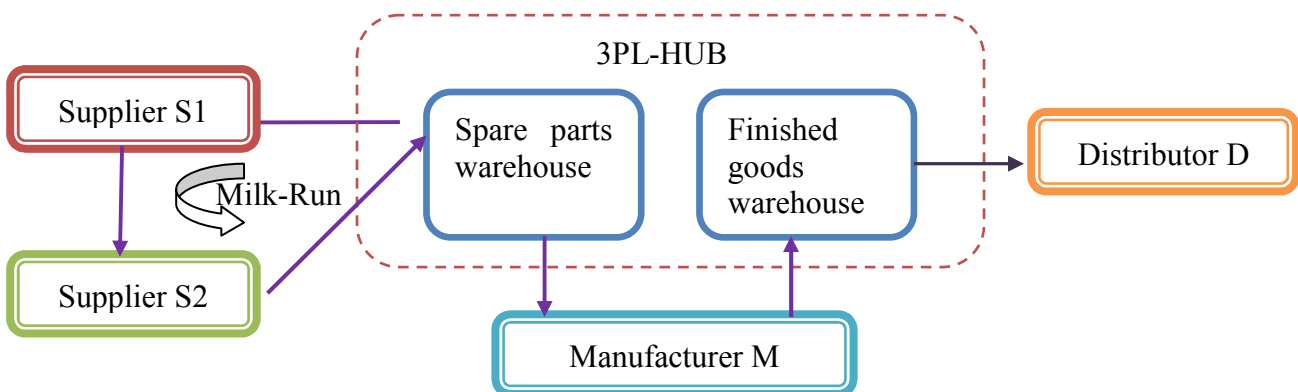 3PL-HUB
Supplier S1
Spare parts
warehouse
Finished
goods
warehouse
Distributor D
Milk-Run
Supplier S2
Manufacturer M